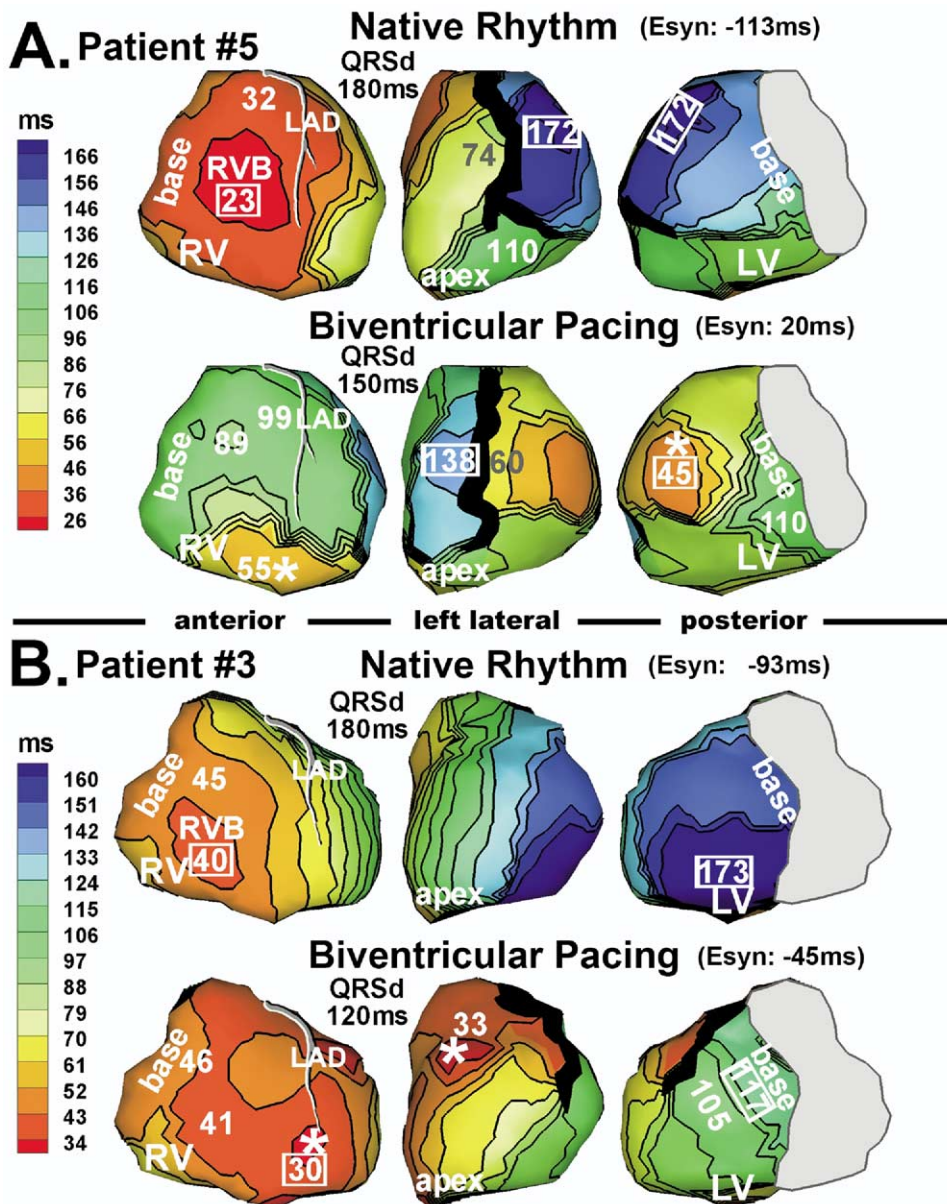 A. Patient #5
Native Rhythm (Esyn: -113ms)
QRSd
180ms
ms
166
156
146
136
116
106
96
86
76
66
56
46
36
26
32
LAD
base
RVB
23
RV
74
172
110
apex
172
base
LV
Biventricular Pacing (Esyn: 20ms)
QRSd
150ms
99 LAD
89
base
RV
55*
138
60
apex
*
45
base
110
LV
anterior
left lateral
posterior
B. Patient #3
Native Rhythm (Esyn: -93ms)
QRSd
180ms
ms
160
151
142
133
124
115
106
97
88
79
70
61
52
43
34
base
45
LAD
RVB
40
RV
apex
base
173
LV
Biventricular Pacing (Esyn: -45ms)
QRSd
120ms
base
46
LAD
41
*
RV
30
33
*
apex
base
117
105
LV